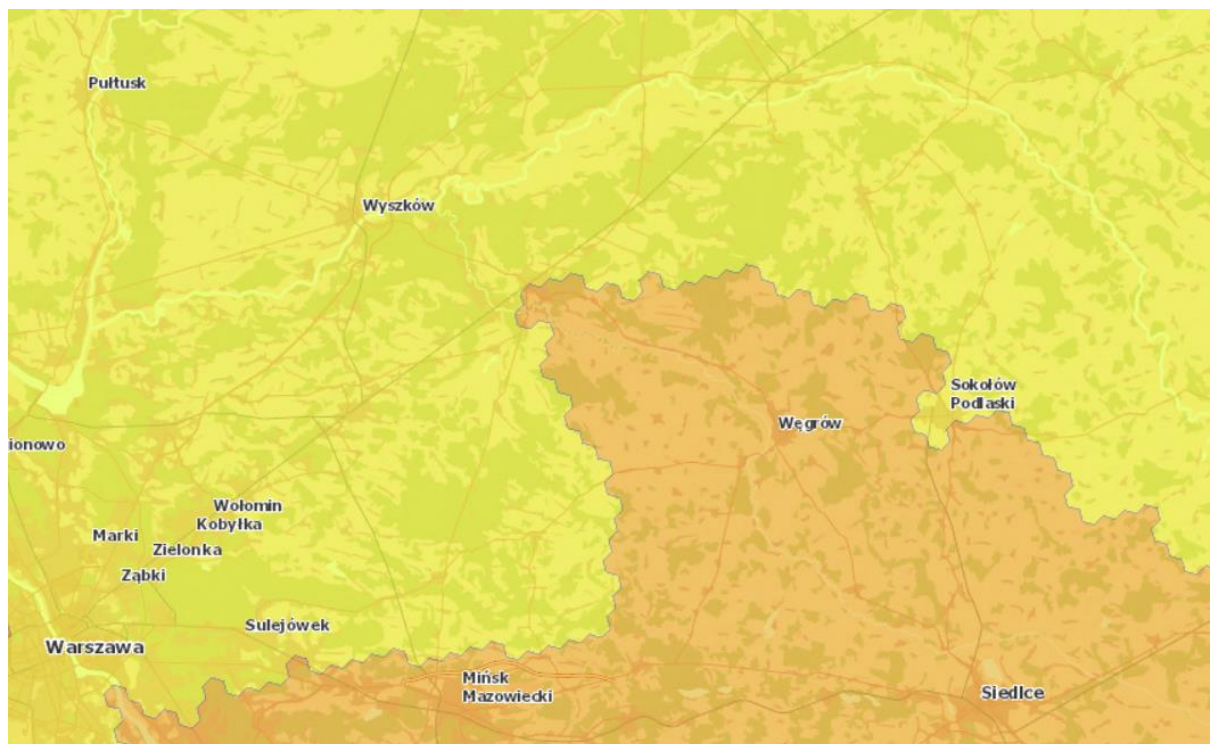 Pułtusk
Wyszków
Sokołów
Podlaski
Węgrów
ionowo
Wołomin
Kobyłka
Marki
Zielonka
Ząbki
Sulejówek
Warszawa
Mińsk
Mazowiecki
Siedlce